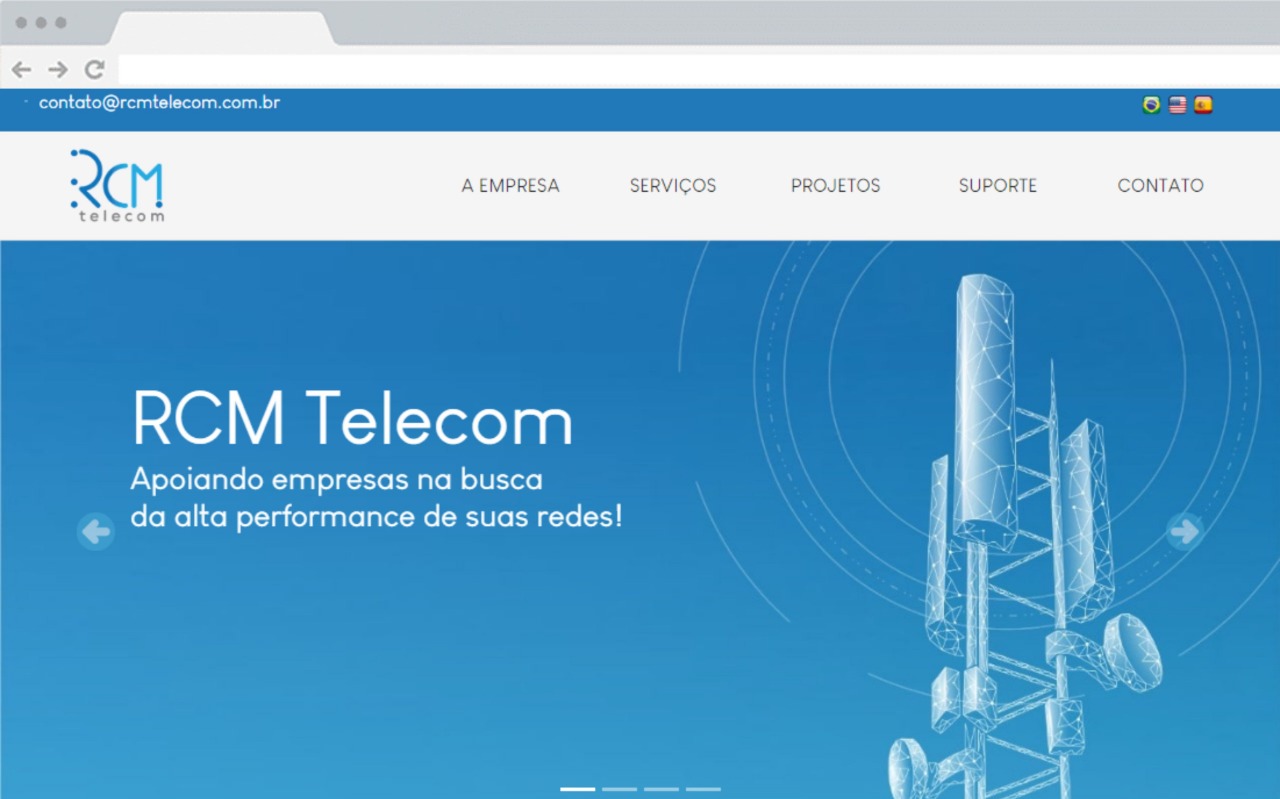 contato@rcmtelecom.com.br
RCM
telecom
A EMPRESA
SERVIÇOS
PROJETOS
SUPORTE
CONTATO
RCM Telecom
Apoiando empresas na busca
da alta performance de suas redes!